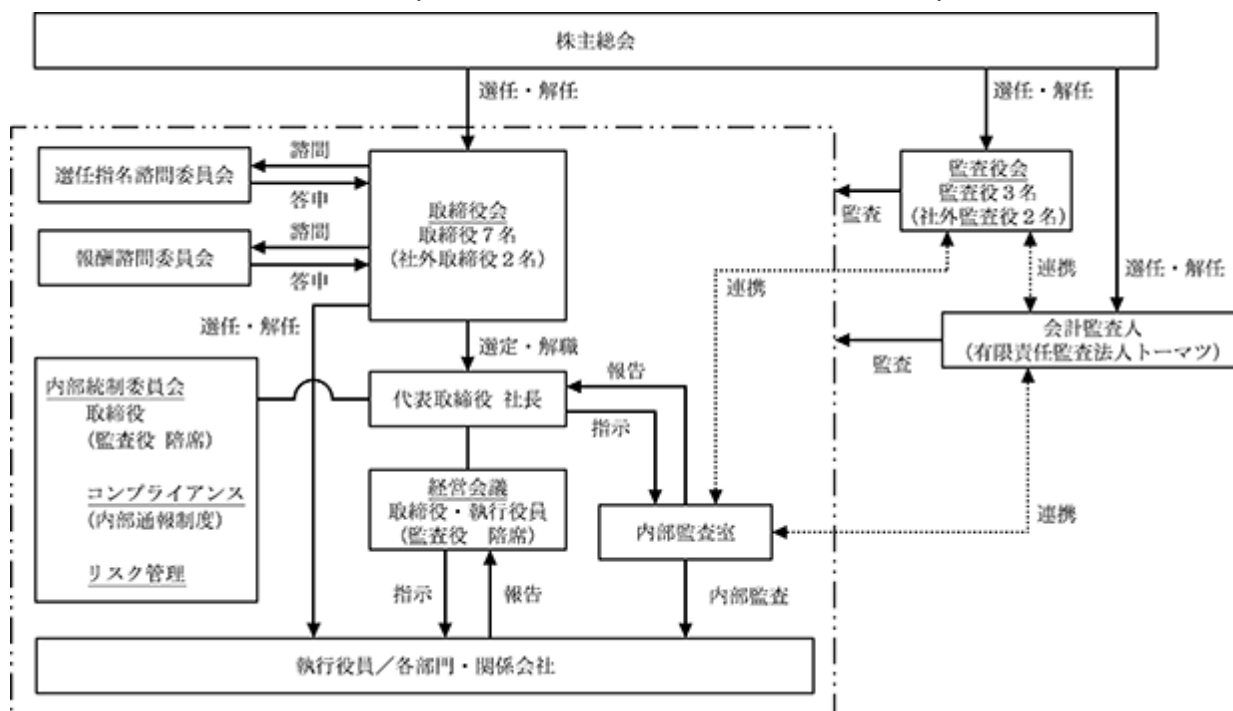 株主総会
選任・解任
選任・解任
選任指名諮問委員会
諮問
答申
取締役会
取締役7名
(社外取締役2名)
監査役会
監査役3名
(社外監査役2名)
監査
報酬諮問委員会
諮問
答申
連携
連携
選任・解任
選任・解任
選定・解職
会計監査人
(有限責任監査法人トーマツ)
監査
内部統制委員会
取締役
(監査役 陪席)
コンプライアンス
(内部通報制度)
リスク管理
代表取締役 社長
報告
指示
経営会議
取締役・執行役員
(監査役 陪席)
内部監査室
連携
指示
報告
内部監査
執行役員/各部門・関係会社